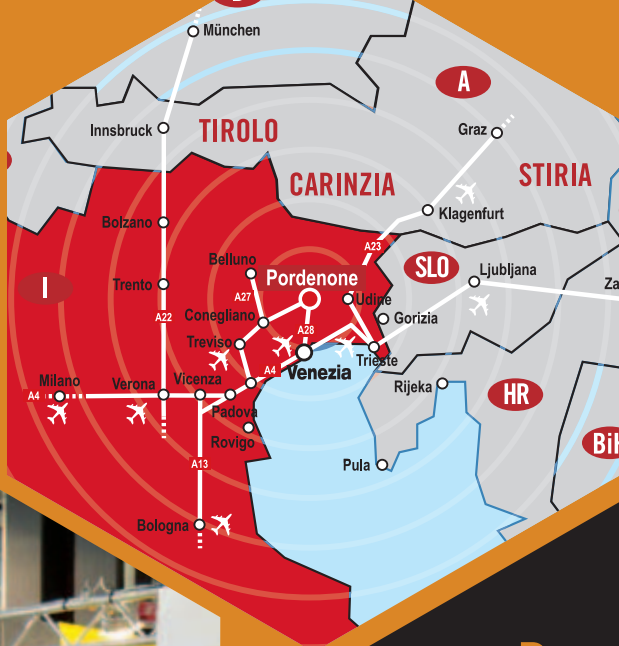 München
A
Innsbruck
TIROLO
Graz
CARINZIA
STIRIA
Klagenfurt
Bolzano
A23
Belluno
SLO
Ljubljana
I
Trento
Pordenone
A27
Udine
A22
Conegliano
A28
Gorizia
Treviso
Trieste
Venezia
A4
Milano
Verona
Vicenza
Rijeka
HR
A4
Padova
Rovigo
BiH
A13
Pula
Bologna